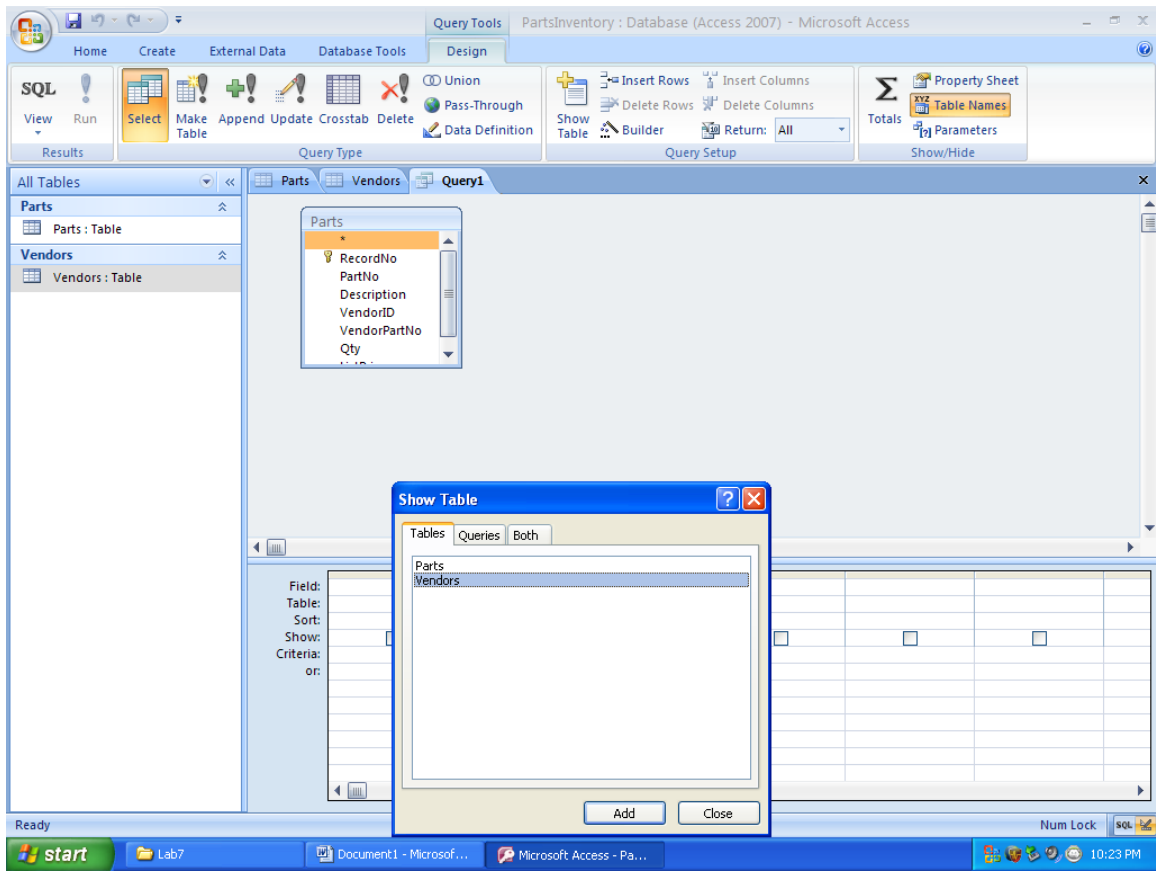 Query Tools PartsInventory : Database (Access 2007) - Microsoft Access
Home Create External Data Database Tools Design
SQL
View
Run
Select
Make
Table
Append
Update
Crosstab
Delete
Union
Pass-Through
Data Definition
Show
Table
Insert Rows
Delete Rows
Builder
Insert Columns
Delete Columns
Return: All
Totals
Property Sheet
XYZ Table Names
Parameters
Results Query Type Query Setup Show/Hide
All Tables
Parts
Parts : Table
Vendors
Vendors : Table
Parts Vendors Query1
Parts
*
RecordNo
PartNo
Description
VendorID
VendorPartNo
Qty
Show Table
Tables Queries Both
Parts
Vendors
Add Close
Field:
Table:
Sort:
Show:
Criteria:
or:
Ready Num Lock SQL
start Lab7 Document1 - Microsof... Microsoft Access - Pa... 10:23 PM